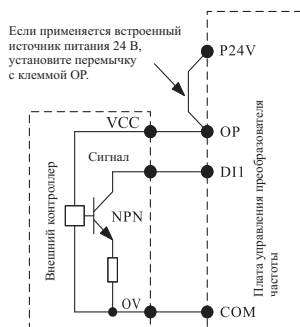 Если применяется встроенный
источник питания 24 В,
установите перемычку
с клеммой OP.
P24V
VCC
OP
Сигнал
DI1
NPN
Внешний контроллер
Плата управления преобразователя
частоты
0V
COM